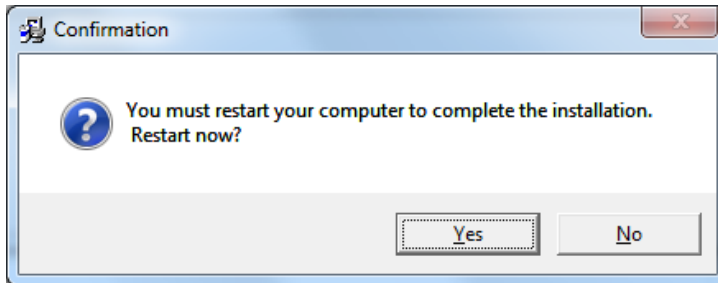 Confirmation
You must restart your computer to complete the installation.
Restart now?
Yes
No